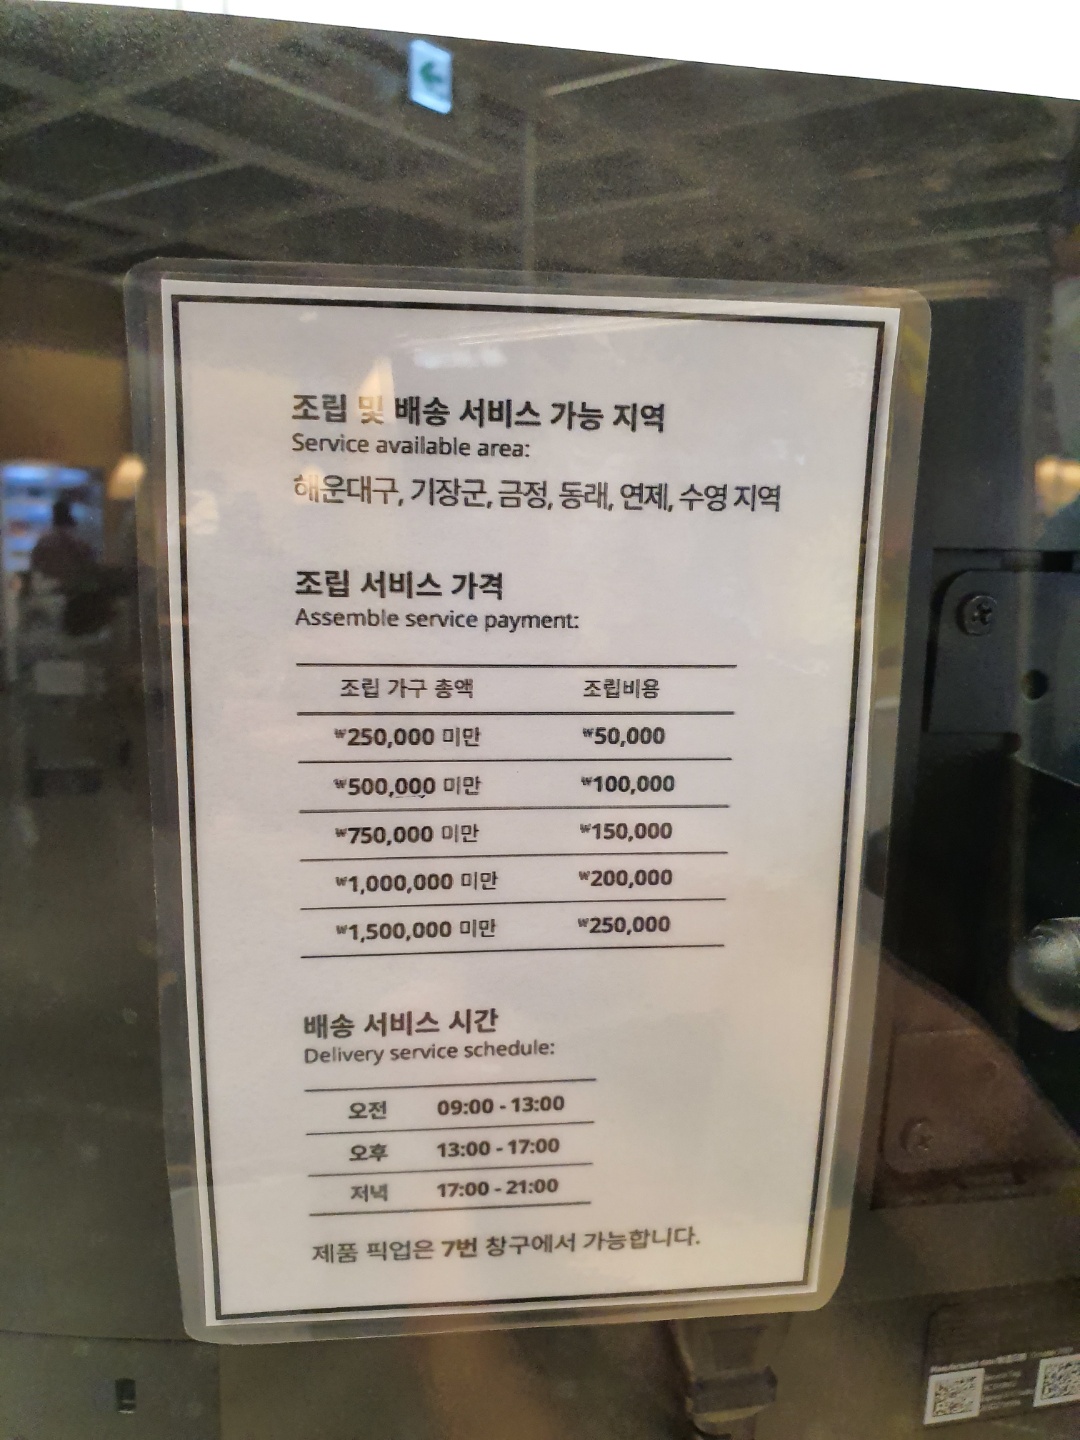 조립 및 배송 서비스 가능 지역
Service available area:
해운대구, 기장군, 금정, 동래, 연제, 수영 지역
조립 서비스 가격
Assemble service payment:
조립 가구 총액 조립비용
₩250,000 미만 ₩50,000
₩500,000 미만 ₩100,000
₩750,000 미만 ₩150,000
₩1,000,000 미만 ₩200,000
₩1,500,000 미만 ₩250,000
배송 서비스 시간
Delivery service schedule:
오전 09:00 - 13:00
오후 13:00 - 17:00
저녁 17:00 - 21:00
제품 픽업은 7번 창구에서 가능합니다.